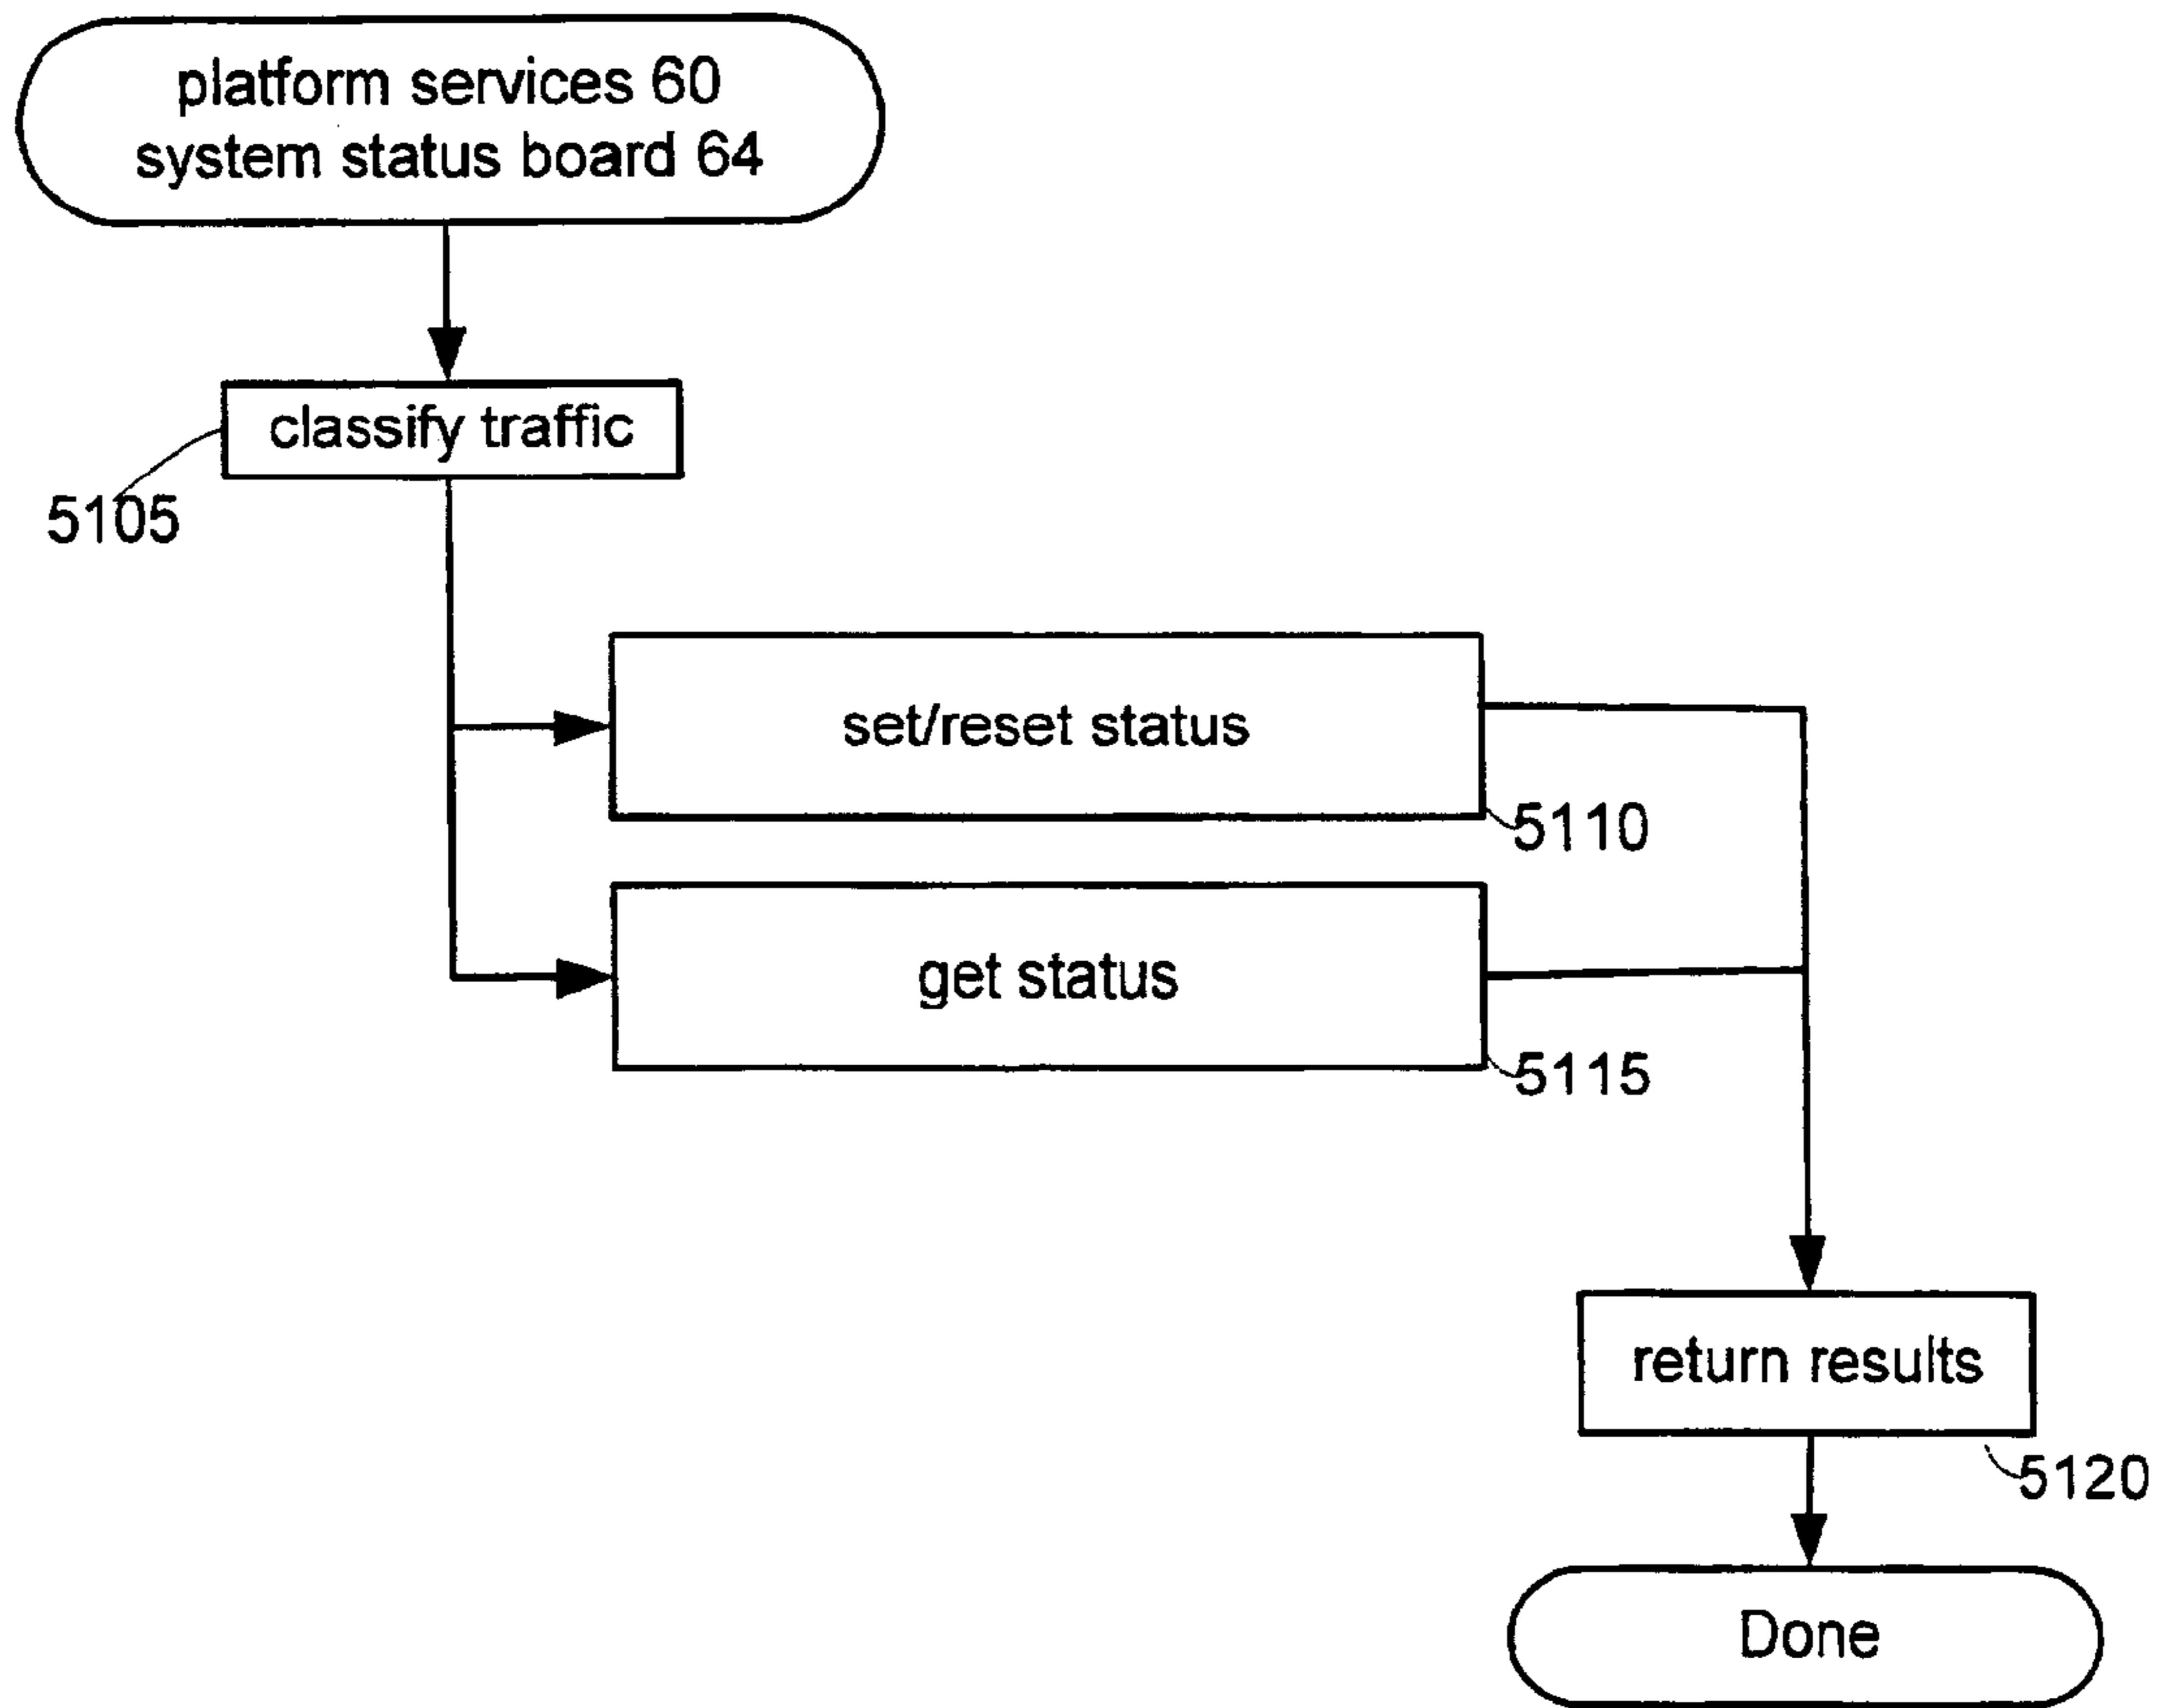 platform services 60
system status board 64
classify traffic
5105
set/reset status
5110
get status
5115
return results
5120
Done